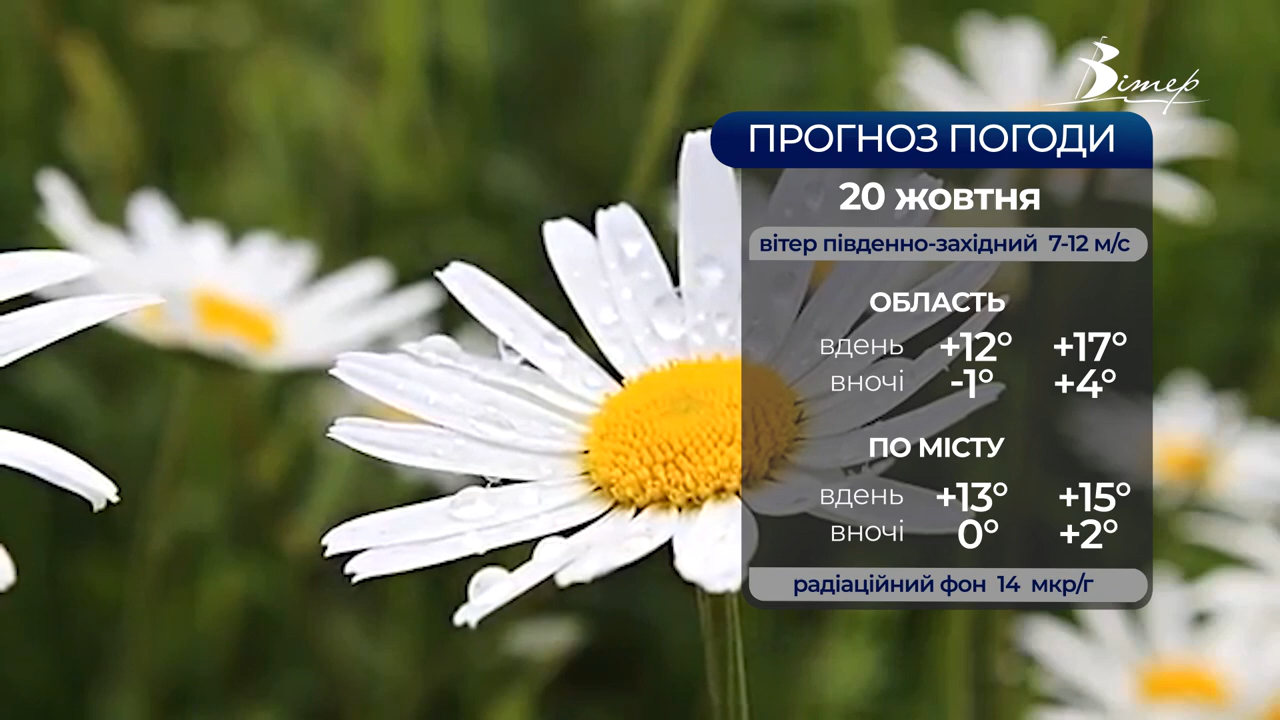 Вітер
ПРОГНОЗ ПОГОДИ
20 жовтня
вітер південно-західний 7-12 м/с
ОБЛАСТЬ
вдень +12° +17°
вночі -1° +4°
ПО МІСТУ
вдень +13° +15°
вночі 0° +2°
радіаційний фон 14 мкр/г